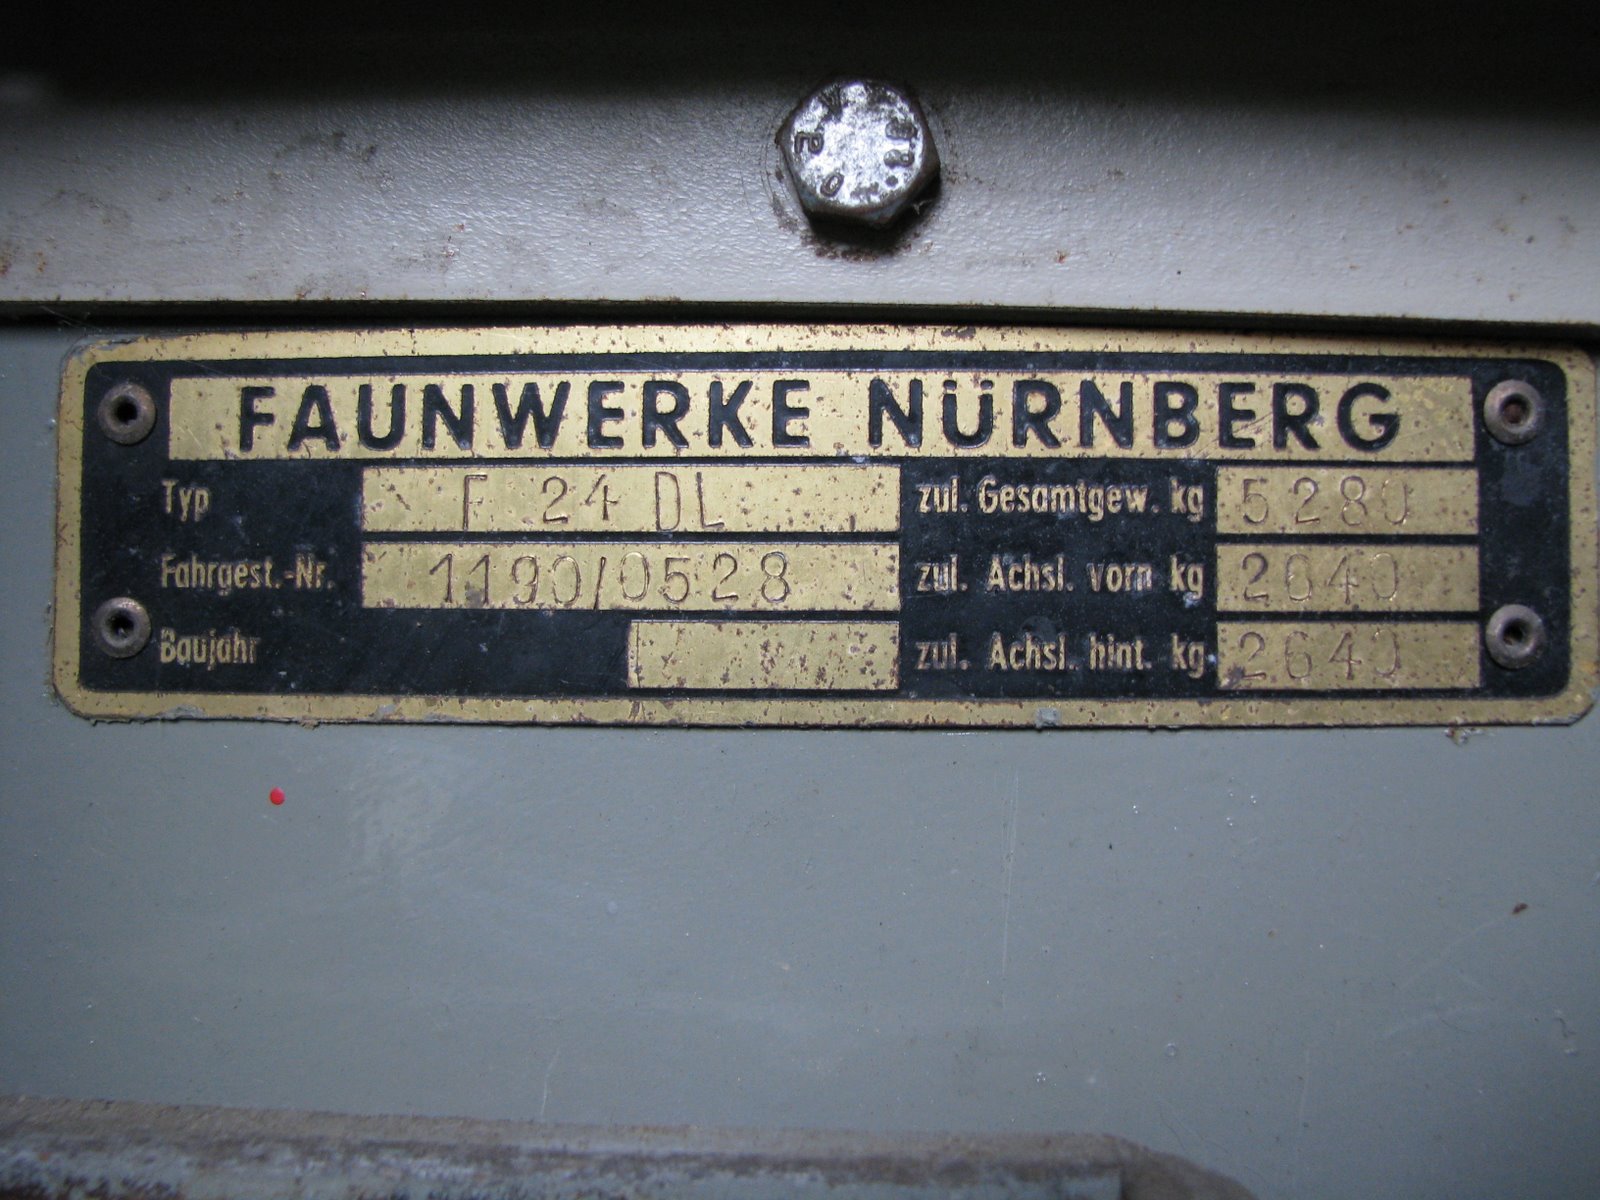 FAUNWERKE NÜRNBERG
Typ F 24 DL zul. Gesamtgew. kg 5280
Fahrgest.-Nr. 1190/0528 zul. Achsl. vorn kg 2640
Baujahr zul. Achsl. hint. kg 2640